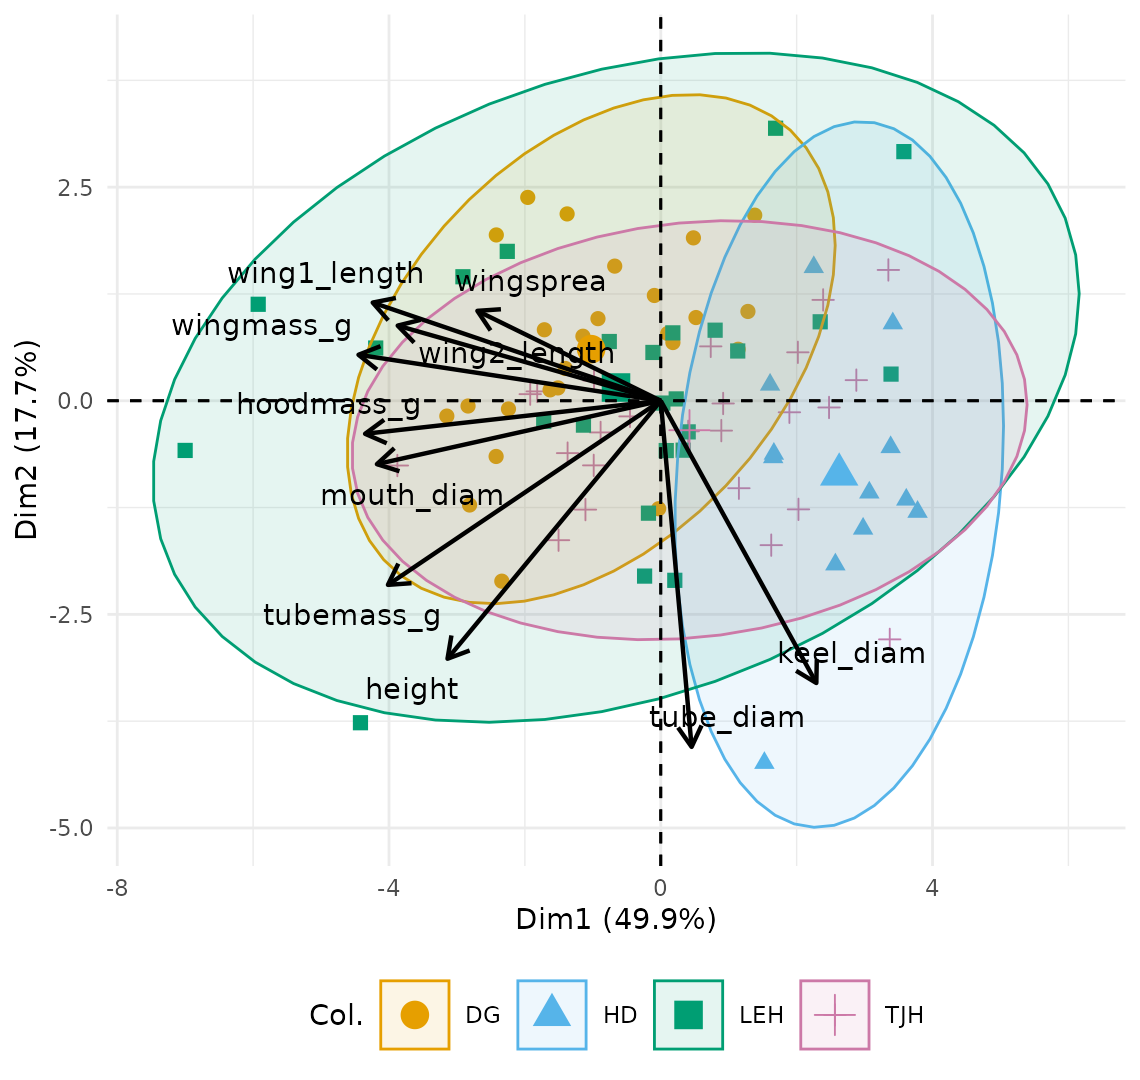 2.5
0.0
-2.5
-5.0
Dim2 (17.7%)
wing1_length
wingsprea
wingmass_g
wing2_length
hoodmass_g
mouth_diam
tubemass_g
height
keel_diam
tube_diam
-8 -4 0 4
Dim1 (49.9%)
Col. DG HD LEH TJH